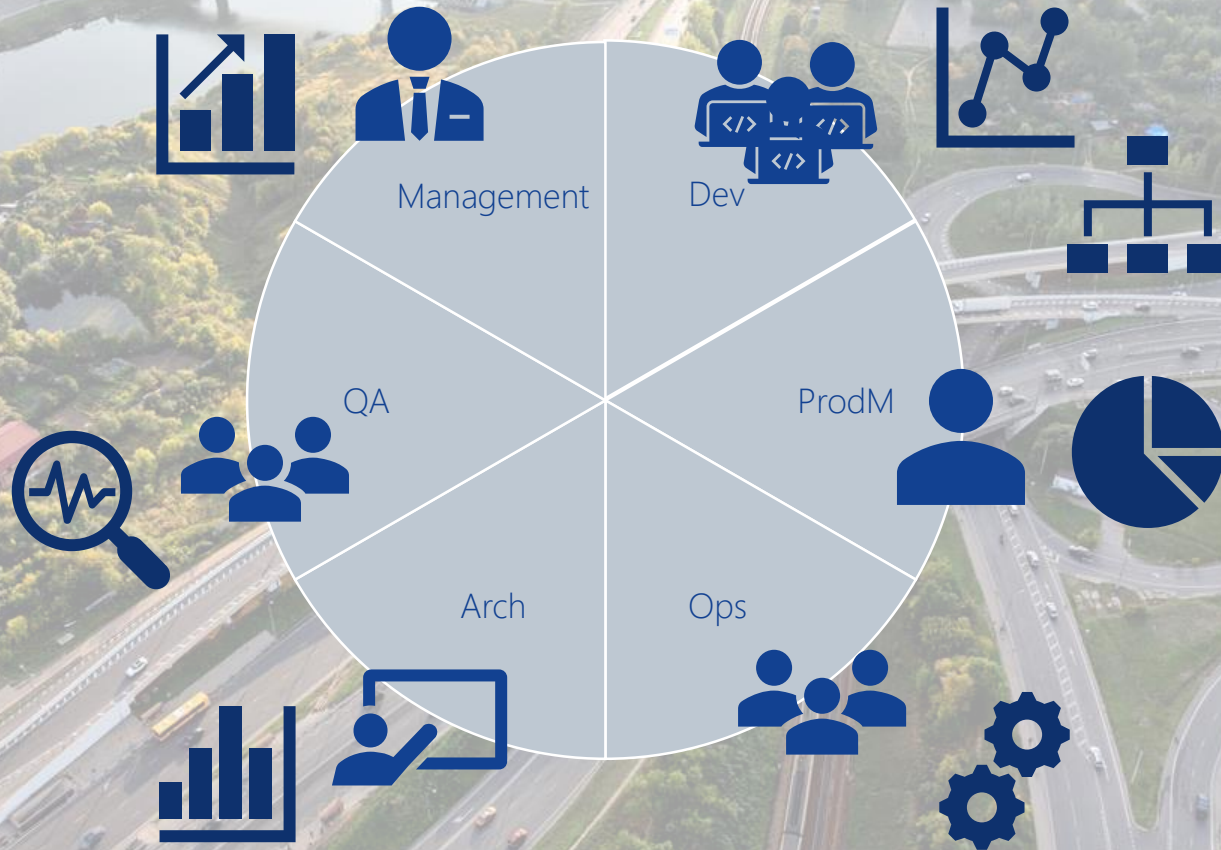 Management
Dev
</>
</>
</>
QA
ProdM
Arch
Ops